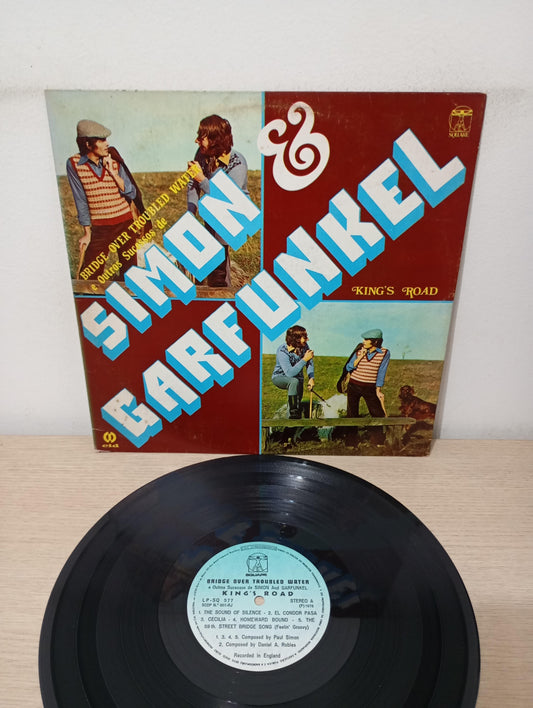 BRIDGE OVER TROUBLED WATER
e Outros Sucessos de
SIMON
&
GARFUNKEL
SQUARE
KING'S ROAD
SQUARE
BRIDGE OVER TROUBLED WATER
e Outros Sucessos de SIMON And GARFUNKEL
KING'S ROAD
LP-SQ 577
STEREO A
1. THE SOUND OF SILENCE - 2. EL CONDOR PASA
3. CECILIA - 4. HOMEWARD BOUND - 5. THE
59th. STREET BRIDGE SONG (Feelin' Groovy)
1, 3, 4, 5. Composed by Paul Simon
2. Composed by Daniel A. Robles
Recorded in England